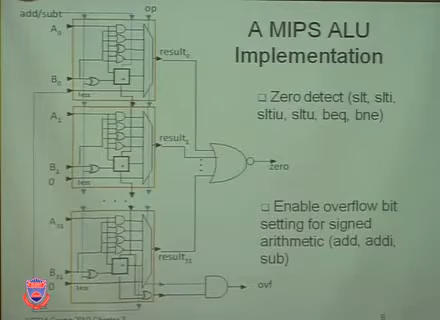 add/subt
op
A MIPS ALU
Implementation
A0
result0
B0
less
❑ Zero detect (slt, slti,
sltiu, sltu, beq, bne)
A1
result1
B1
0
less
zero
. . .
❑ Enable overflow bit
setting for signed
arithmetic (add, addi,
sub)
A31
result31
B31
0
less
ovf